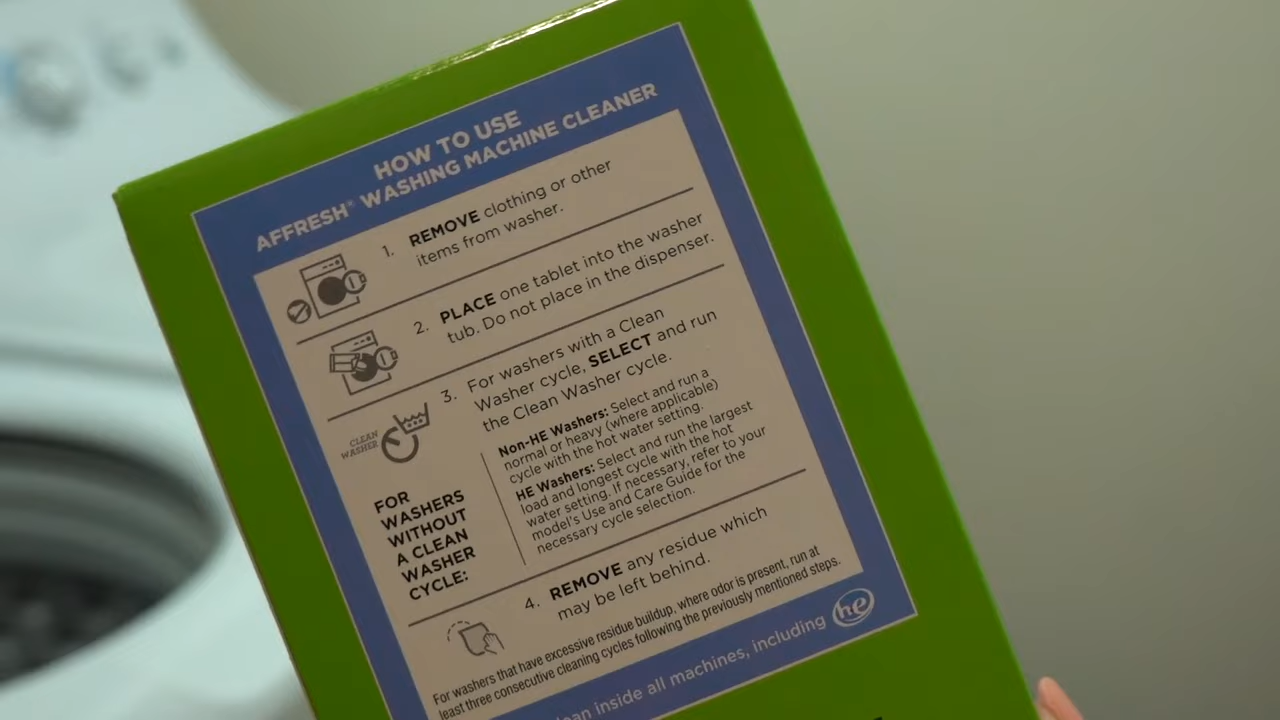 HOW TO USE
AFFRESH® WASHING MACHINE CLEANER
1. REMOVE clothing or other
items from washer.
2. PLACE one tablet into the washer
tub. Do not place in the dispenser.
3. For washers with a Clean
Washer cycle, SELECT and run
the Clean Washer cycle.
CLEAN
WASHER
FOR
WASHERS
WITHOUT
A CLEAN
WASHER
CYCLE:
Non-HE Washers: Select and run a
normal or heavy (where applicable)
cycle with the hot water setting.
HE Washers: Select and run the largest
load and longest cycle with the hot
water setting. If necessary, refer to your
model's Use and Care Guide for the
necessary cycle selection.
4. REMOVE any residue which
may be left behind.
For washers that have excessive residue buildup, where odor is present, run at
least three consecutive cleaning cycles following the previously mentioned steps.
inside all machines, including he